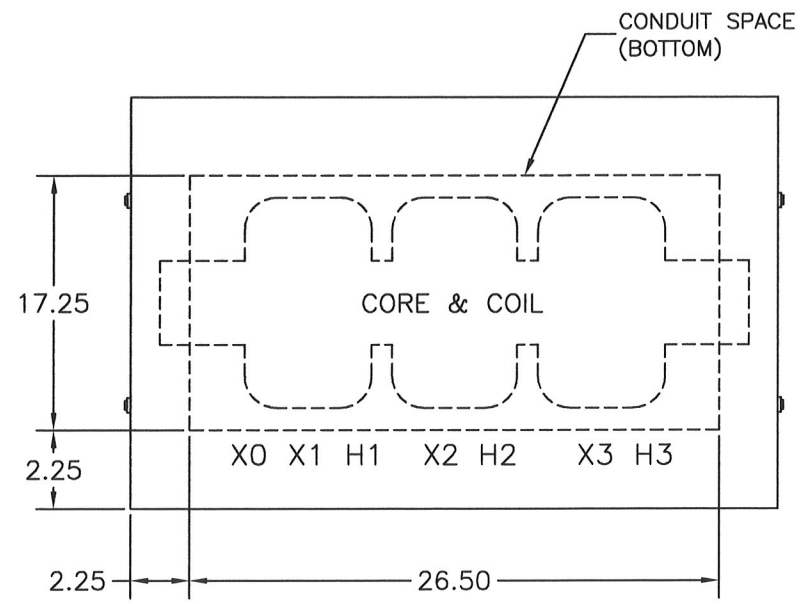 CONDUIT SPACE
(BOTTOM)
17.25
CORE & COIL
X0 X1 H1 X2 H2 X3 H3
2.25
2.25
26.50